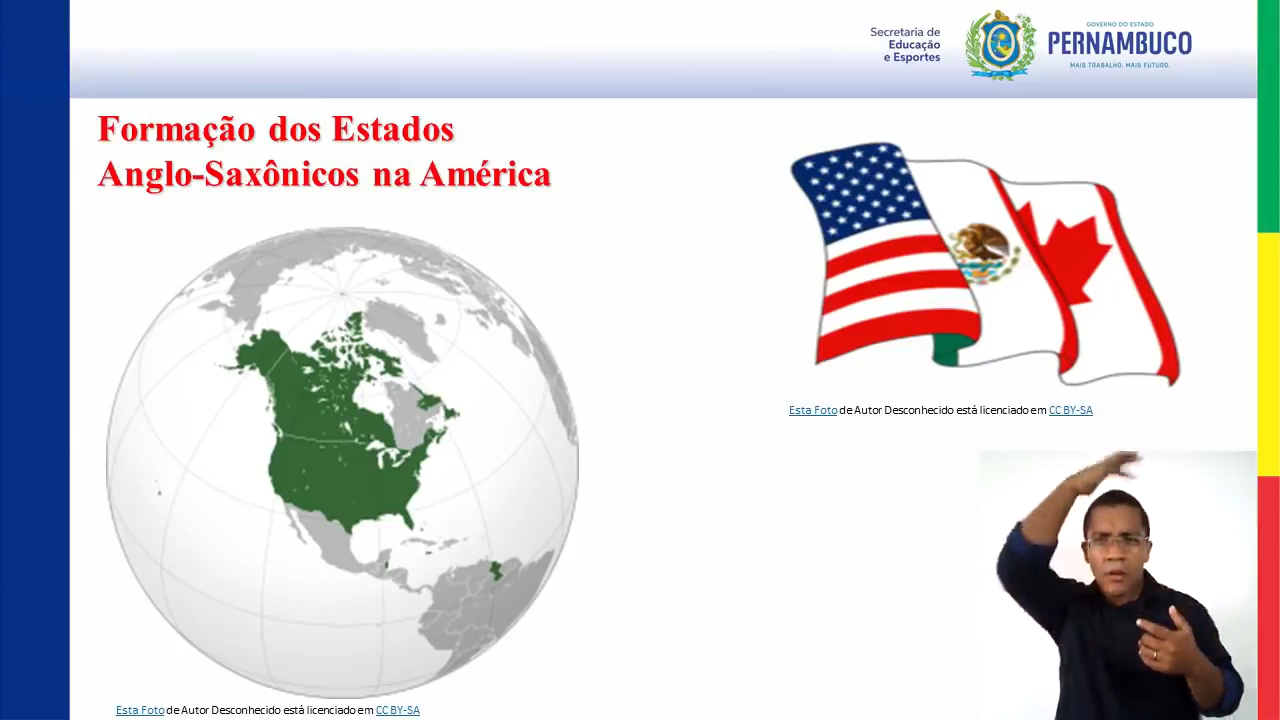 Secretaria de
Educação
e Esportes
GOVERNO DO ESTADO
PERNAMBUCO
MAIS TRABALHO, MAIS FUTURO.
Formação dos Estados
Anglo-Saxônicos na América
Esta Foto de Autor Desconhecido está licenciado em CC BY-SA
Esta Foto de Autor Desconhecido está licenciado em CC BY-SA